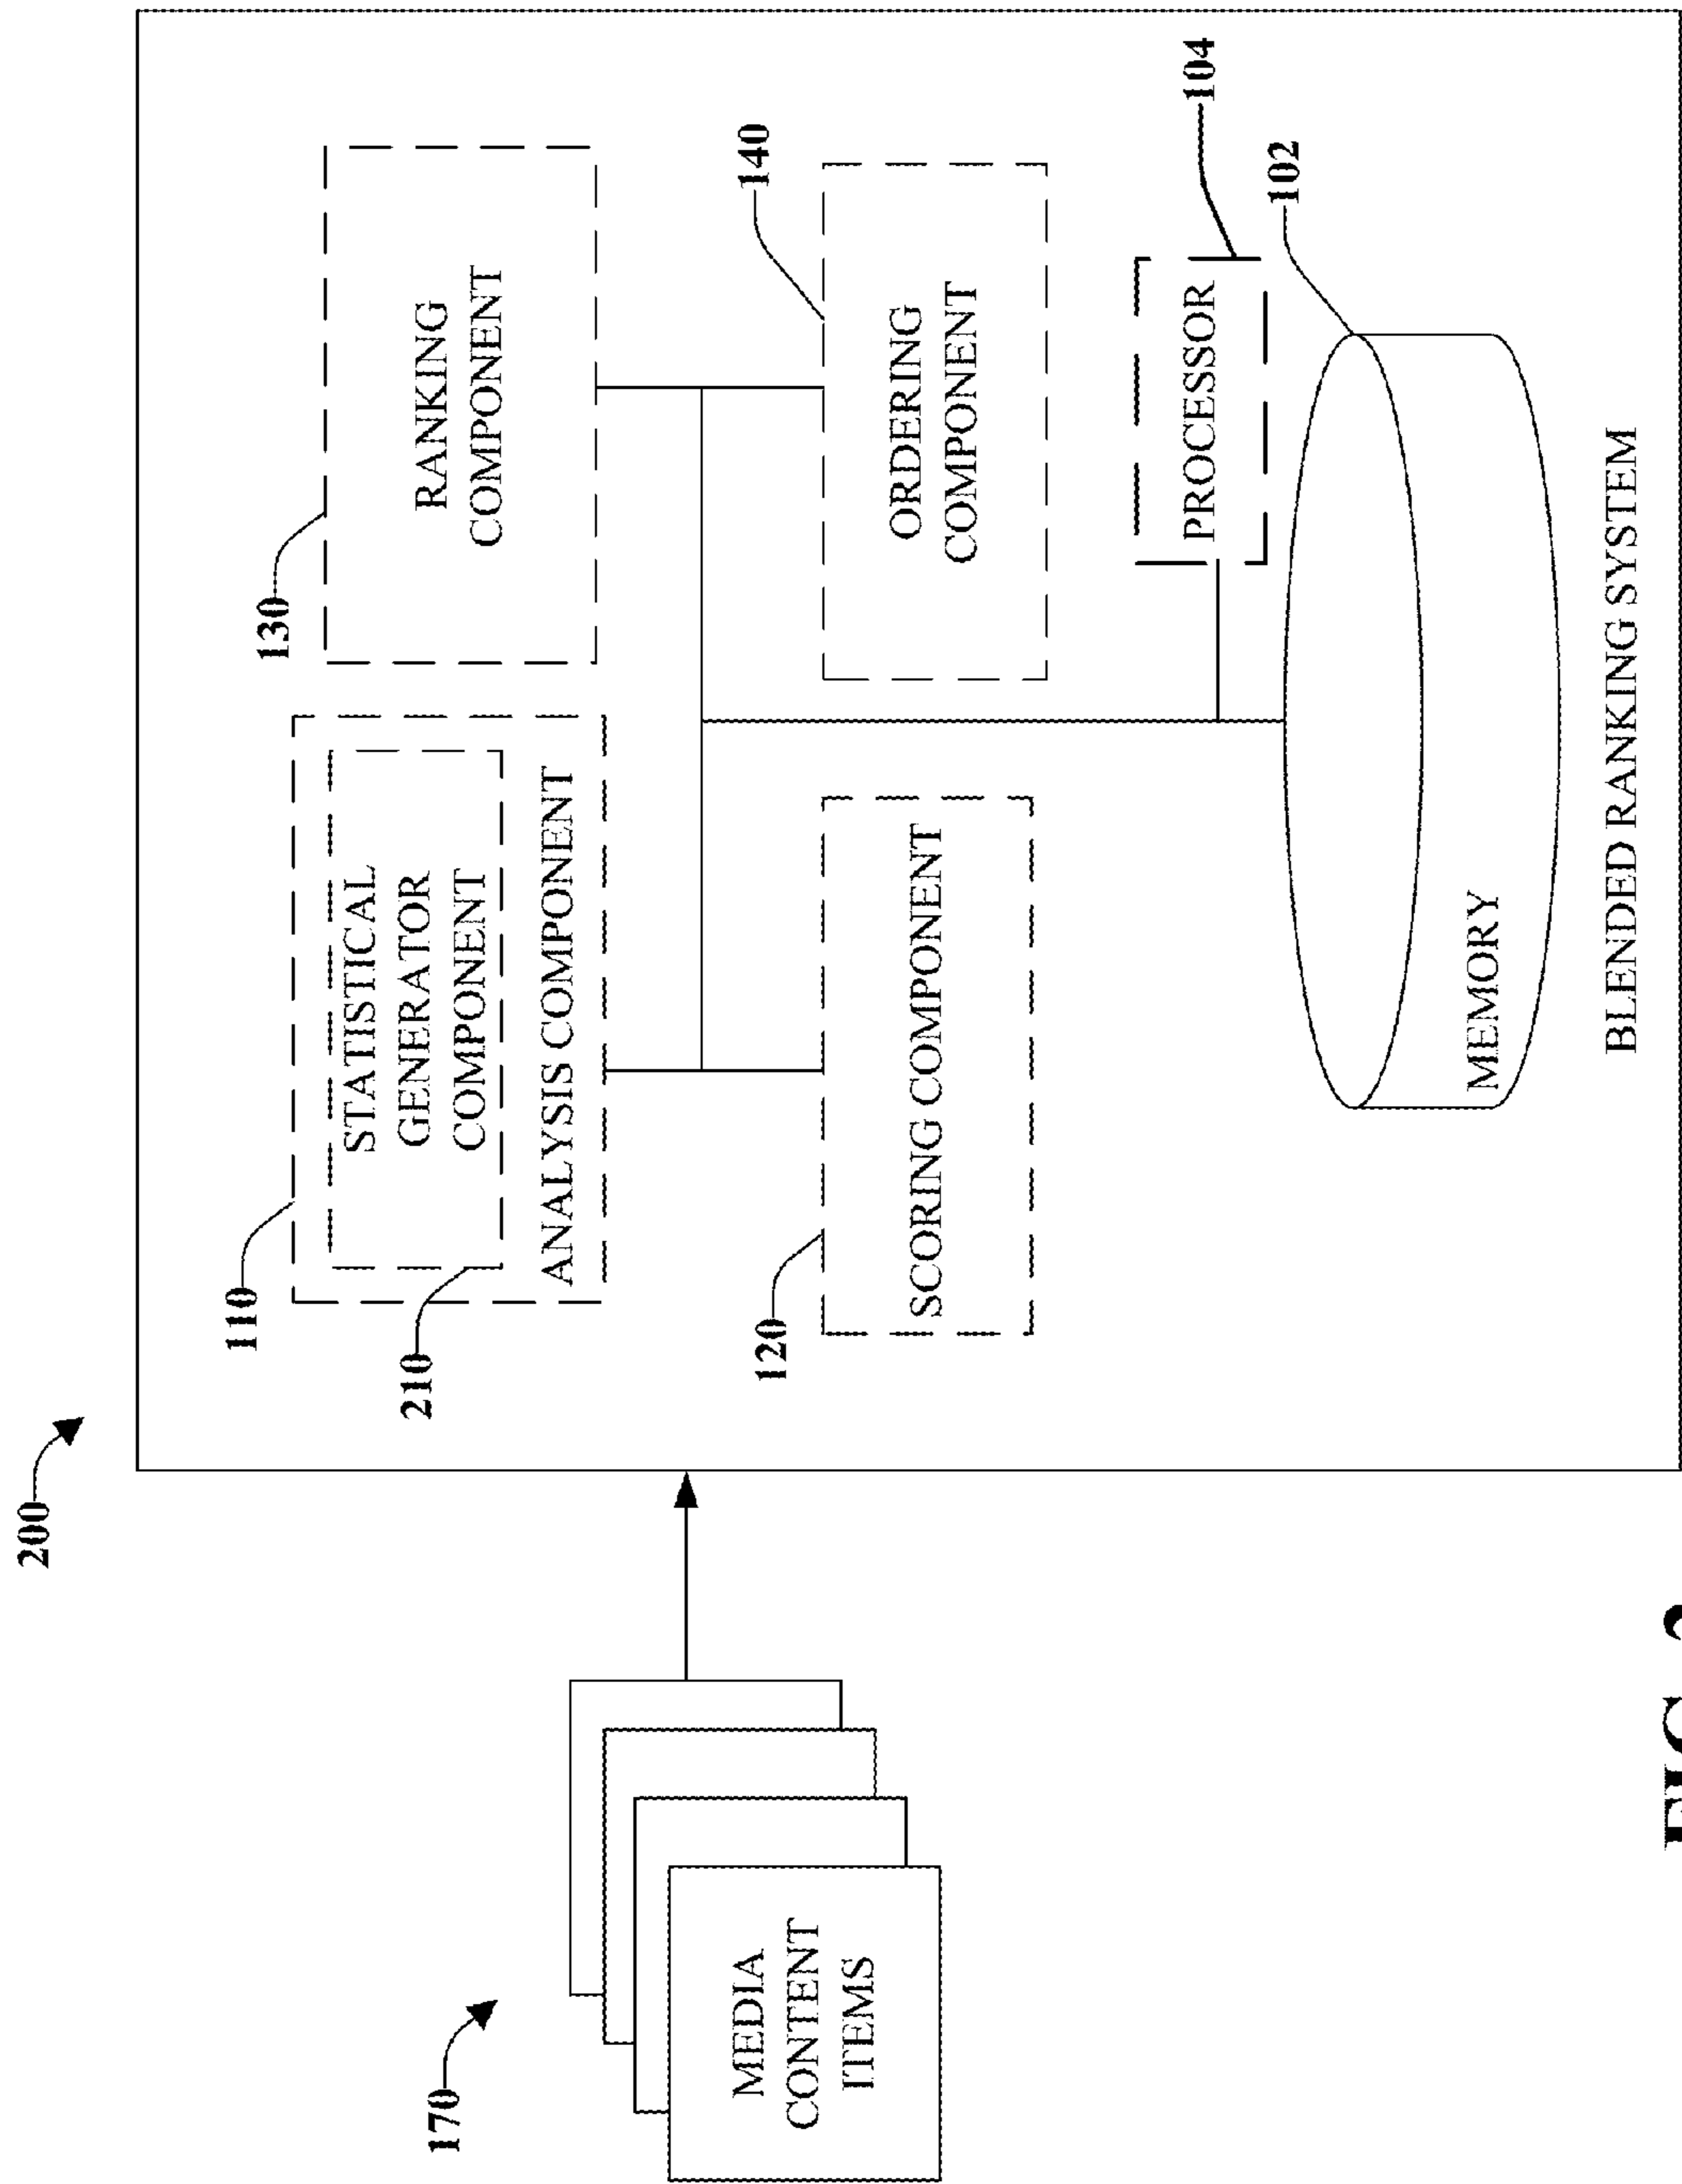 200
110
STATISTICAL
GENERATOR
COMPONENT
210
ANALYSIS COMPONENT
130
RANKING
COMPONENT
120
SCORING COMPONENT
140
ORDERING
COMPONENT
PROCESSOR
104
102
MEMORY
BLENDED RANKING SYSTEM
170
MEDIA
CONTENT
ITEMS